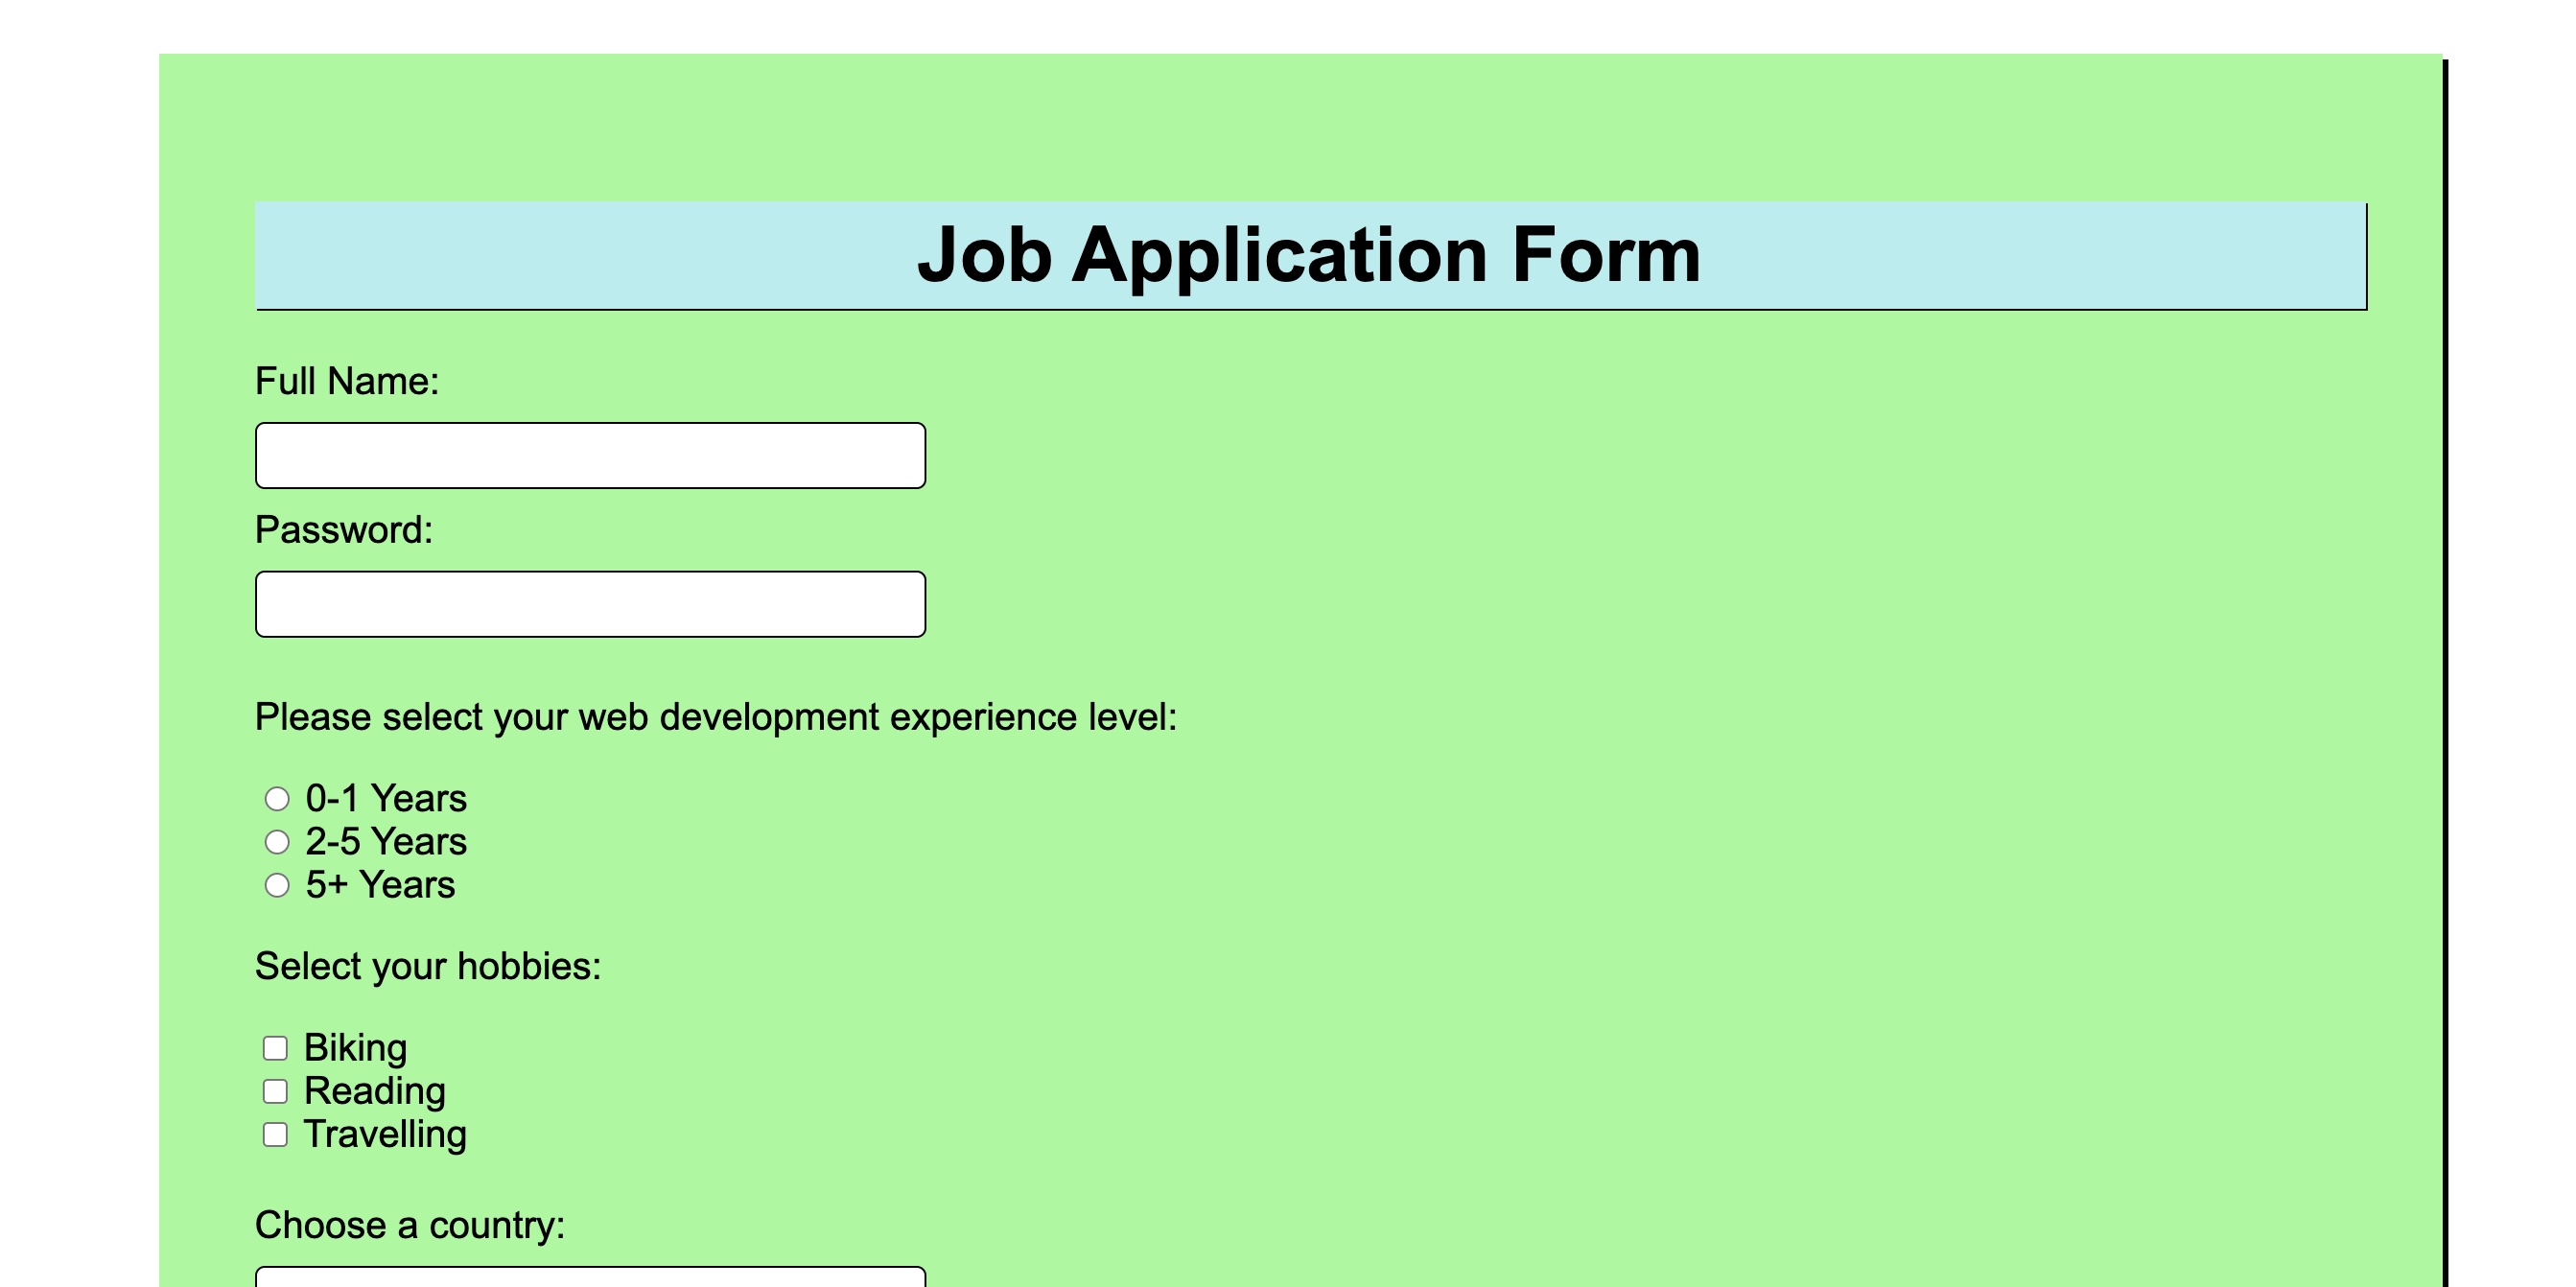 Job Application Form
Full Name:
Password:
Please select your web development experience level:
0-1 Years
2-5 Years
5+ Years
Select your hobbies:
Biking
Reading
Travelling
Choose a country: